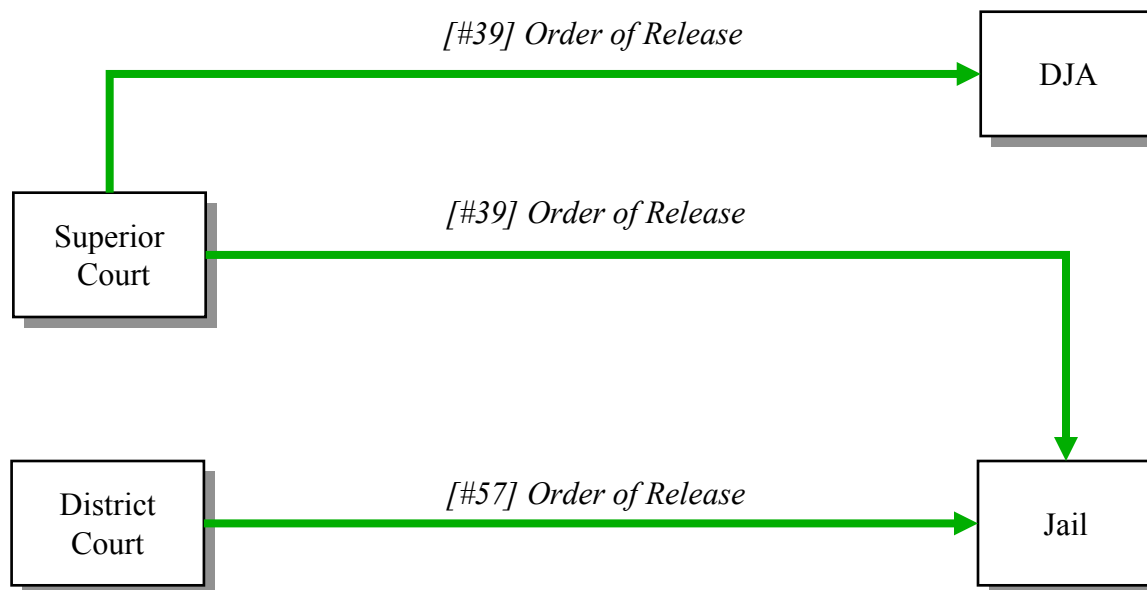 [#39] Order of Release
DJA
Superior
Court
[#39] Order of Release
District
Court
[#57] Order of Release
Jail